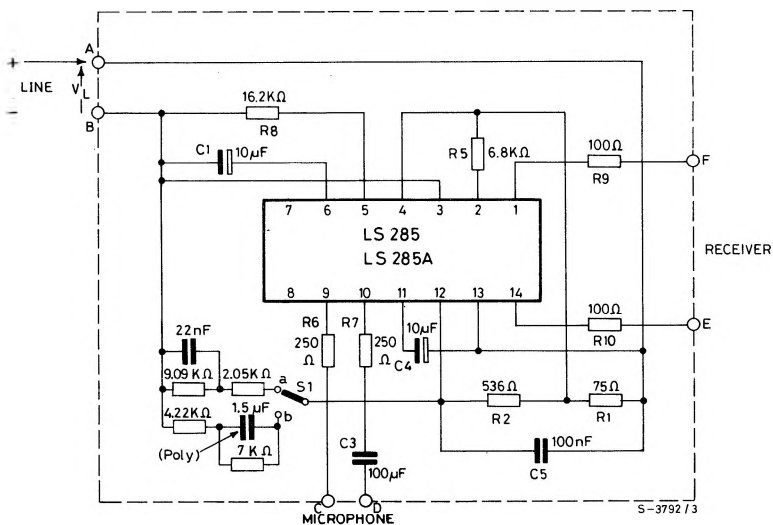 A
+
LINE
V
L
-
B
16.2KΩ
R8
C1
10µF
R5
6.8KΩ
100Ω
R9
F
7 6 5 4 3 2 1
LS 285
LS 285A
8 9 10 11 12 13 14
RECEIVER
R6
250
Ω
R7
250
Ω
10µF
C4
100Ω
R10
E
22nF
9.09 KΩ
2.05KΩ
a
S1
4.22KΩ
1.5µF
b
(Poly)
7 KΩ
536Ω
R2
75Ω
R1
C3
100µF
100nF
C5
C
D
MICROPHONE
S-3792/3